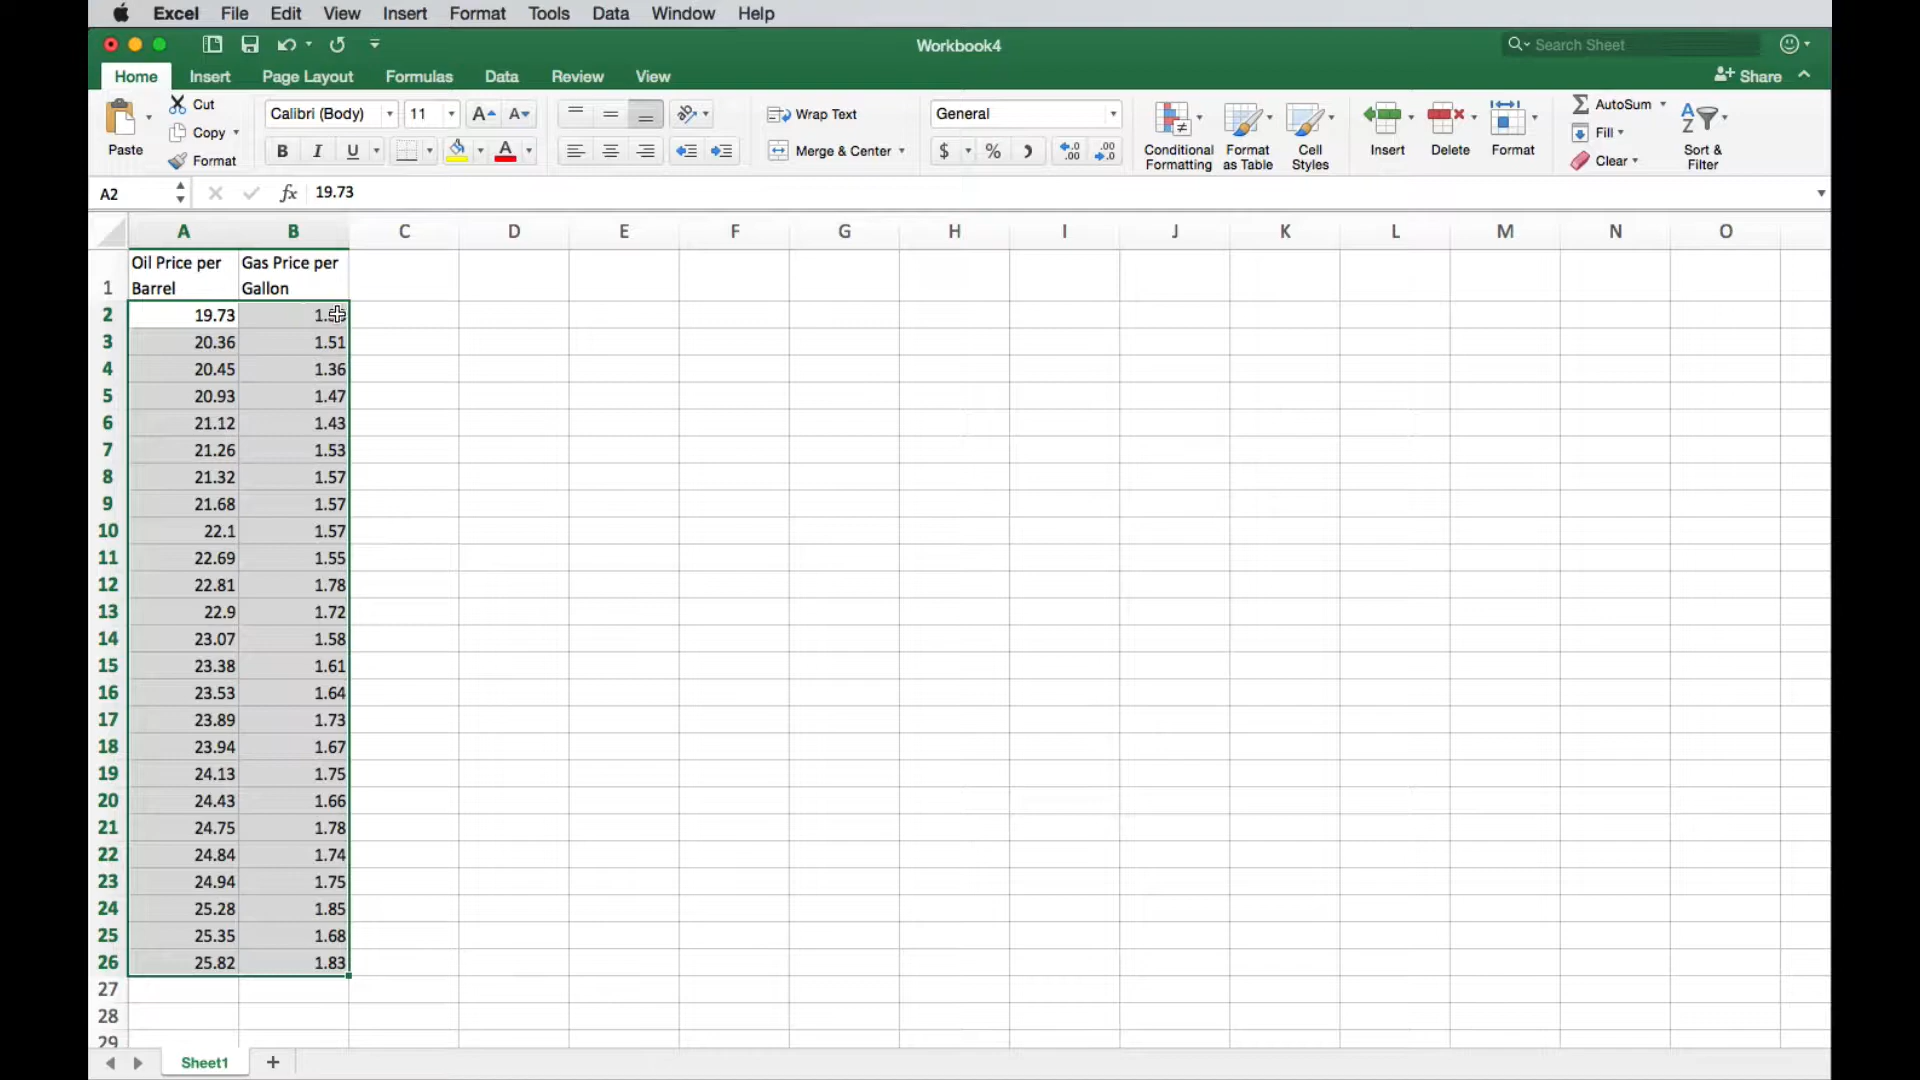 Excel File Edit View Insert Format Tools Data Window Help
Workbook4
Search Sheet
Home Insert Page Layout Formulas Data Review View
Share
Paste
Cut
Copy
Format
Calibri (Body) 11
A A
B I U A
Wrap Text
Merge & Center
General
$ %
Conditional Formatting
Format as Table
Cell Styles
Insert
Delete
Format
AutoSum
Fill
Clear
Sort & Filter
A2 fx 19.73
A B C D E F G H I J K L M N O
1 Oil Price per Barrel Gas Price per Gallon
2 19.73
3 20.36 1.51
4 20.45 1.36
5 20.93 1.47
6 21.12 1.43
7 21.26 1.53
8 21.32 1.57
9 21.68 1.57
10 22.1 1.57
11 22.69 1.55
12 22.81 1.78
13 22.9 1.72
14 23.07 1.58
15 23.38 1.61
16 23.53 1.64
17 23.89 1.73
18 23.94 1.67
19 24.13 1.75
20 24.43 1.66
21 24.75 1.78
22 24.84 1.74
23 24.94 1.75
24 25.28 1.85
25 25.35 1.68
26 25.82 1.83
27
28
29
Sheet1 +